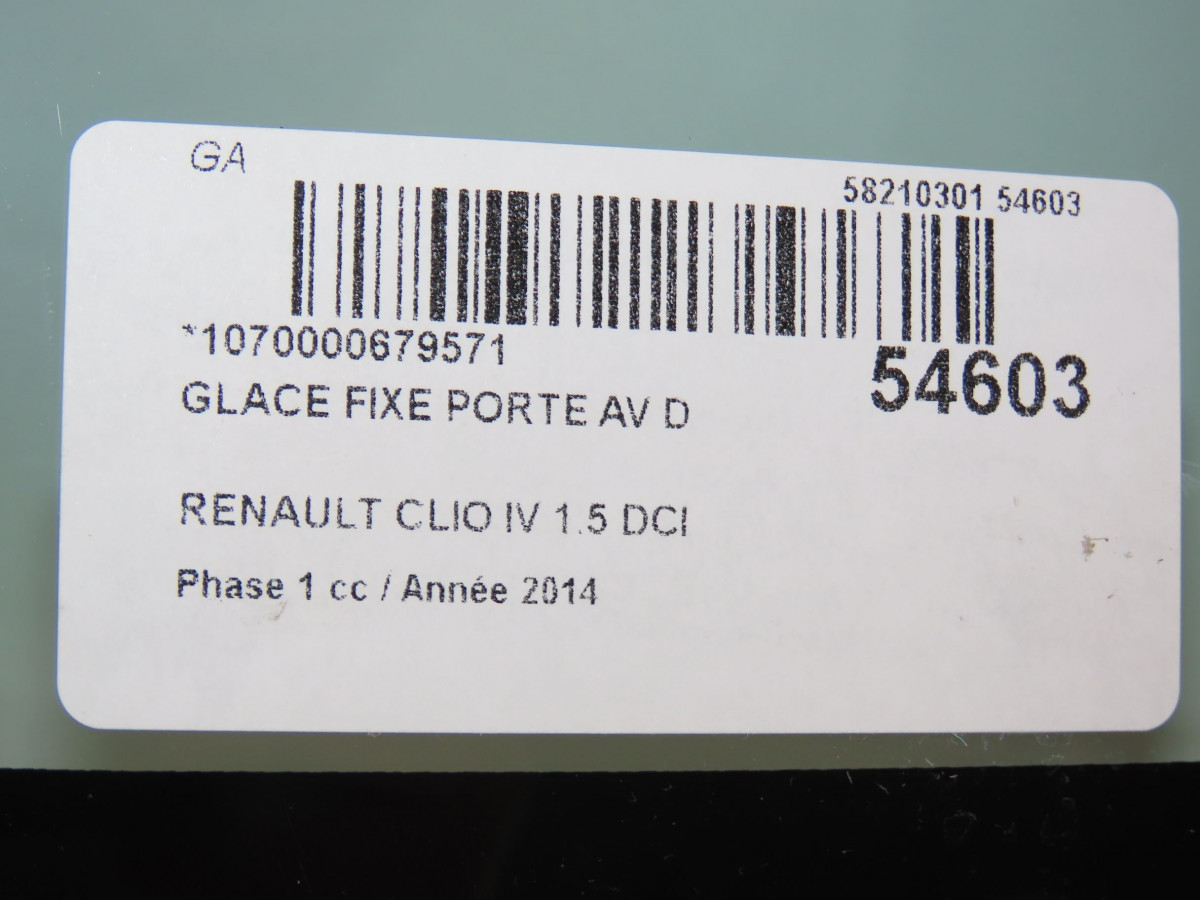 GA
58210301 54603
*1070000679571
54603
GLACE FIXE PORTE AV D
RENAULT CLIO IV 1.5 DCI
Phase 1 cc / Année 2014